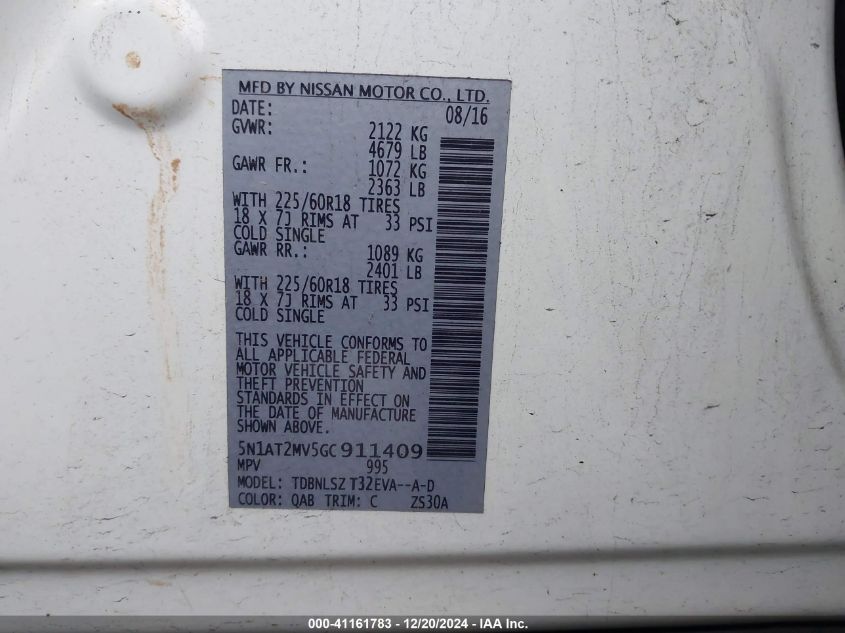 MFD BY NISSAN MOTOR CO., LTD.
DATE: 08/16
GVWR: 2122 KG
4679 LB
GAWR FR.: 1072 KG
2363 LB
WITH 225/60R18 TIRES
18 X 7J RIMS AT 33 PSI
COLD SINGLE
GAWR RR.: 1089 KG
2401 LB
WITH 225/60R18 TIRES
18 X 7J RIMS AT 33 PSI
COLD SINGLE
THIS VEHICLE CONFORMS TO
ALL APPLICABLE FEDERAL
MOTOR VEHICLE SAFETY AND
THEFT PREVENTION
STANDARDS IN EFFECT ON
THE DATE OF MANUFACTURE
SHOWN ABOVE.
5N1AT2MV5GC911409
MPV 995
MODEL: TDBNLSZ T32EVA--A-D
COLOR: QAB TRIM: C ZS30A
000-41161783 - 12/20/2024 - IAA Inc.